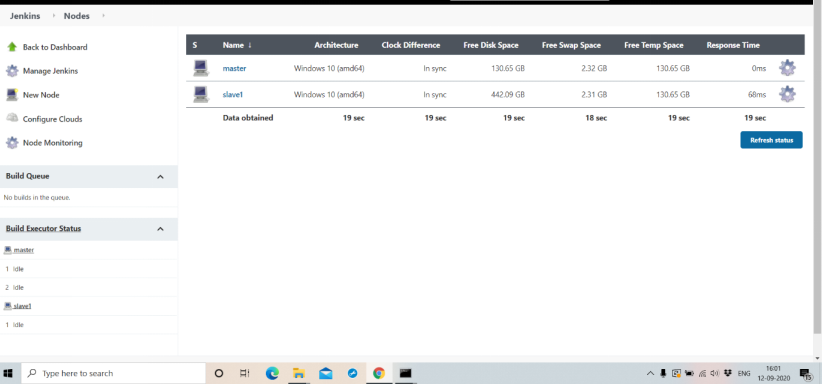 Jenkins Nodes
Back to Dashboard
Manage Jenkins
New Node
Configure Clouds
Node Monitoring
Build Queue
No builds in the queue.
Build Executor Status
master
1 Idle
2 Idle
slave1
1 Idle
S Name ↓ Architecture Clock Difference Free Disk Space Free Swap Space Free Temp Space Response Time
master Windows 10 (amd64) In sync 130.65 GB 2.32 GB 130.65 GB 0ms
slave1 Windows 10 (amd64) In sync 442.09 GB 2.31 GB 130.65 GB 68ms
Data obtained 19 sec 19 sec 19 sec 18 sec 19 sec 19 sec
Refresh status
Type here to search
ENG
16:01
12-09-2020